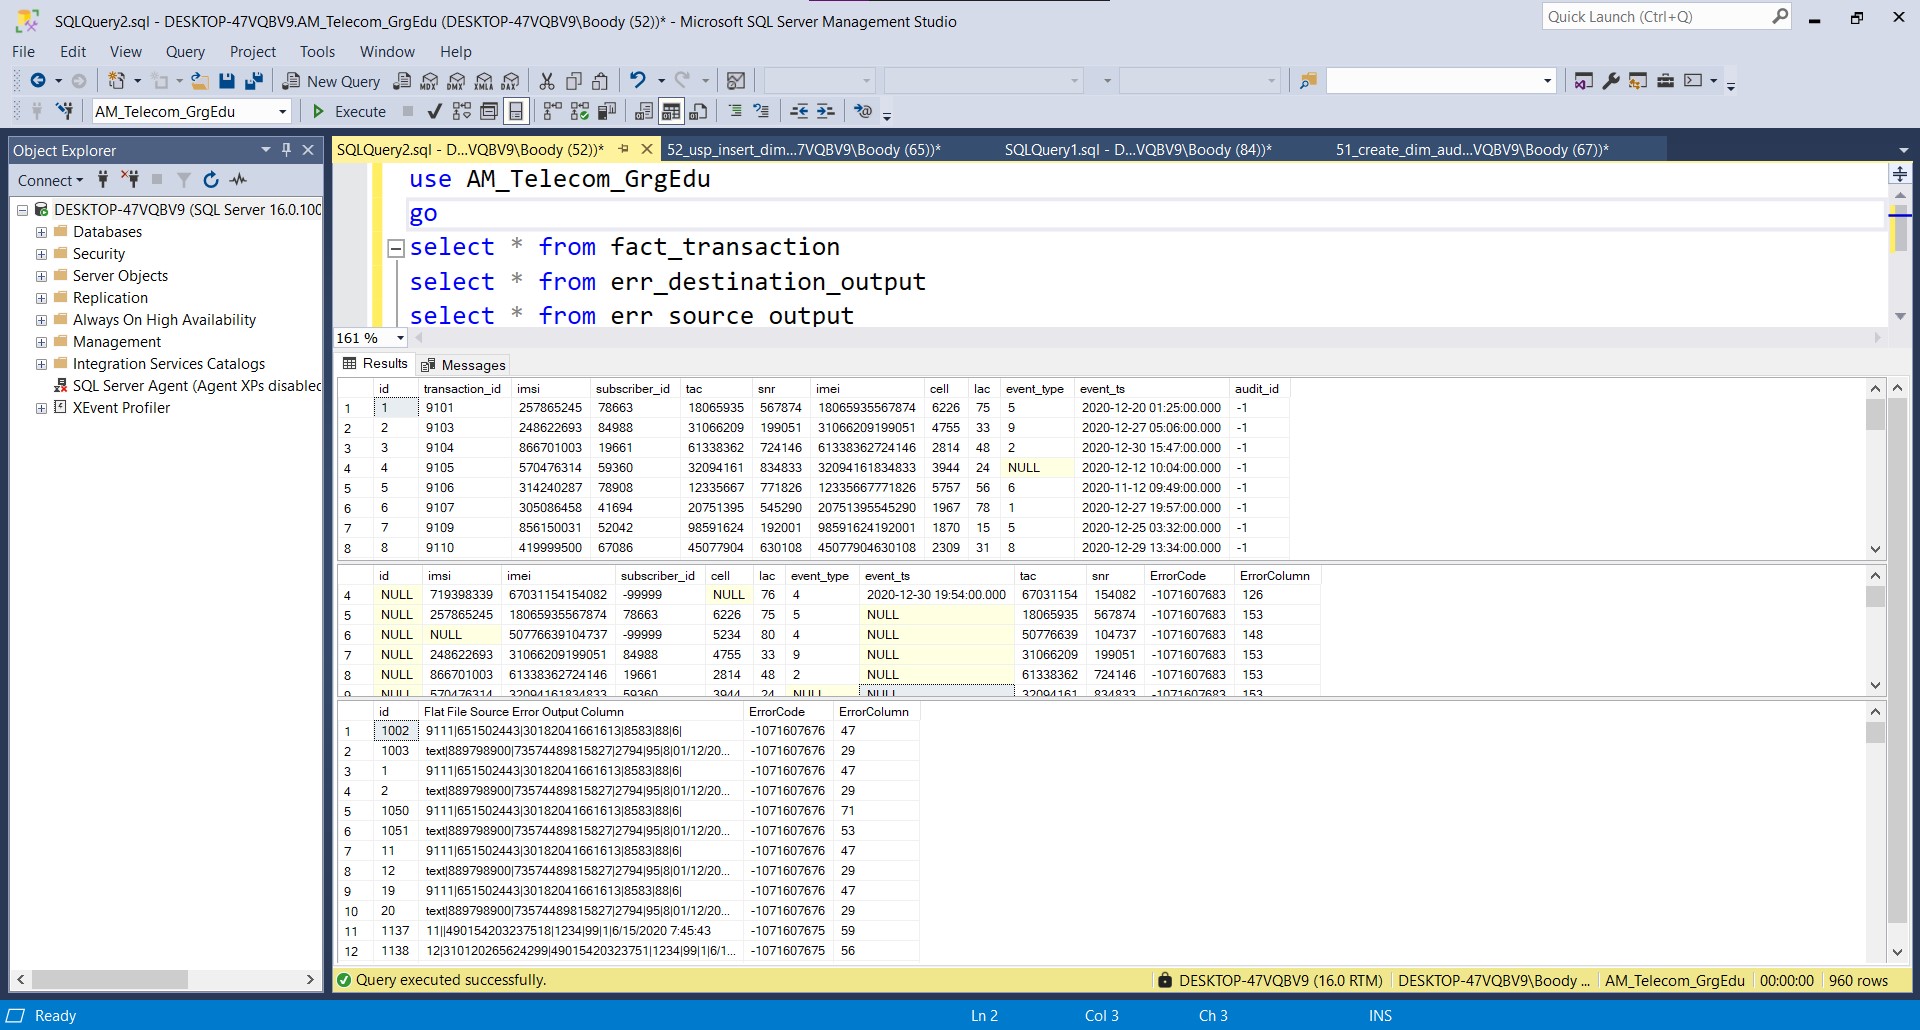 SQLQuery2.sql - DESKTOP-47VQBV9.AM_Telecom_GrgEdu (DESKTOP-47VQBV9\Boody (52))* - Microsoft SQL Server Management Studio
Quick Launch (Ctrl+Q)
File Edit View Query Project Tools Window Help
New Query MDX DMX XMLA DAX
AM_Telecom_GrgEdu Execute
Object Explorer
SQLQuery2.sql - D...VQBV9\Boody (52))* 52_usp_insert_dim...7VQBV9\Boody (65))* SQLQuery1.sql - D...VQBV9\Boody (84))* 51_create_dim_aud...VQBV9\Boody (67))*
Connect
DESKTOP-47VQBV9 (SQL Server 16.0.100
Databases
Security
Server Objects
Replication
Always On High Availability
Management
Integration Services Catalogs
SQL Server Agent (Agent XPs disablec
XEvent Profiler
use AM_Telecom_GrgEdu
go
select * from fact_transaction
select * from err_destination_output
select * from err_source_output
161 %
Results Messages
id transaction_id imsi subscriber_id tac snr imei cell lac event_type event_ts audit_id
1 1 9101 257865245 78663 18065935 567874 18065935567874 6226 75 5 2020-12-20 01:25:00.000 -1
2 2 9103 248622693 84988 31066209 199051 31066209199051 4755 33 9 2020-12-27 05:06:00.000 -1
3 3 9104 866701003 19661 61338362 724146 61338362724146 2814 48 2 2020-12-30 15:47:00.000 -1
4 4 9105 570476314 59360 32094161 834833 32094161834833 3944 24 NULL 2020-12-12 10:04:00.000 -1
5 5 9106 314240287 78908 12335667 771826 12335667771826 5757 56 6 2020-11-12 09:49:00.000 -1
6 6 9107 305086458 41694 20751395 545290 20751395545290 1967 78 1 2020-12-27 19:57:00.000 -1
7 7 9109 856150031 52042 98591624 192001 98591624192001 1870 15 5 2020-12-25 03:32:00.000 -1
8 8 9110 419999500 67086 45077904 630108 45077904630108 2309 31 8 2020-12-29 13:34:00.000 -1
id imsi imei subscriber_id cell lac event_type event_ts tac snr ErrorCode ErrorColumn
4 NULL 719398339 67031154154082 -99999 NULL 76 4 2020-12-30 19:54:00.000 67031154 154082 -1071607683 126
5 NULL 257865245 18065935567874 78663 6226 75 5 NULL 18065935 567874 -1071607683 153
6 NULL NULL 50776639104737 -99999 5234 80 4 NULL 50776639 104737 -1071607683 148
7 NULL 248622693 31066209199051 84988 4755 33 9 NULL 31066209 199051 -1071607683 153
8 NULL 866701003 61338362724146 19661 2814 48 2 NULL 61338362 724146 -1071607683 153
9 NULL 570476314 32094161834833 59360 3944 24 NULL NULL 32094161 834833 -1071607683 153
id Flat File Source Error Output Column ErrorCode ErrorColumn
1 1002 9111|651502443|30182041661613|8583|88|6| -1071607676 47
2 1003 text|889798900|73574489815827|2794|95|8|01/12/20... -1071607676 29
3 1 9111|651502443|30182041661613|8583|88|6| -1071607676 47
4 2 text|889798900|73574489815827|2794|95|8|01/12/20... -1071607676 29
5 1050 9111|651502443|30182041661613|8583|88|6| -1071607676 71
6 1051 text|889798900|73574489815827|2794|95|8|01/12/20... -1071607676 53
7 11 9111|651502443|30182041661613|8583|88|6| -1071607676 47
8 12 text|889798900|73574489815827|2794|95|8|01/12/20... -1071607676 29
9 19 9111|651502443|30182041661613|8583|88|6| -1071607676 47
10 20 text|889798900|73574489815827|2794|95|8|01/12/20... -1071607676 29
11 1137 11||490154203237518|1234|99|1|6/15/2020 7:45:43 -1071607675 59
12 1138 12|310120265624299|49015420323751|1234|99|1|6/1... -1071607675 56
Query executed successfully. DESKTOP-47VQBV9 (16.0 RTM) DESKTOP-47VQBV9\Boody ... AM_Telecom_GrgEdu 00:00:00 960 rows
Ready Ln 2 Col 3 Ch 3 INS